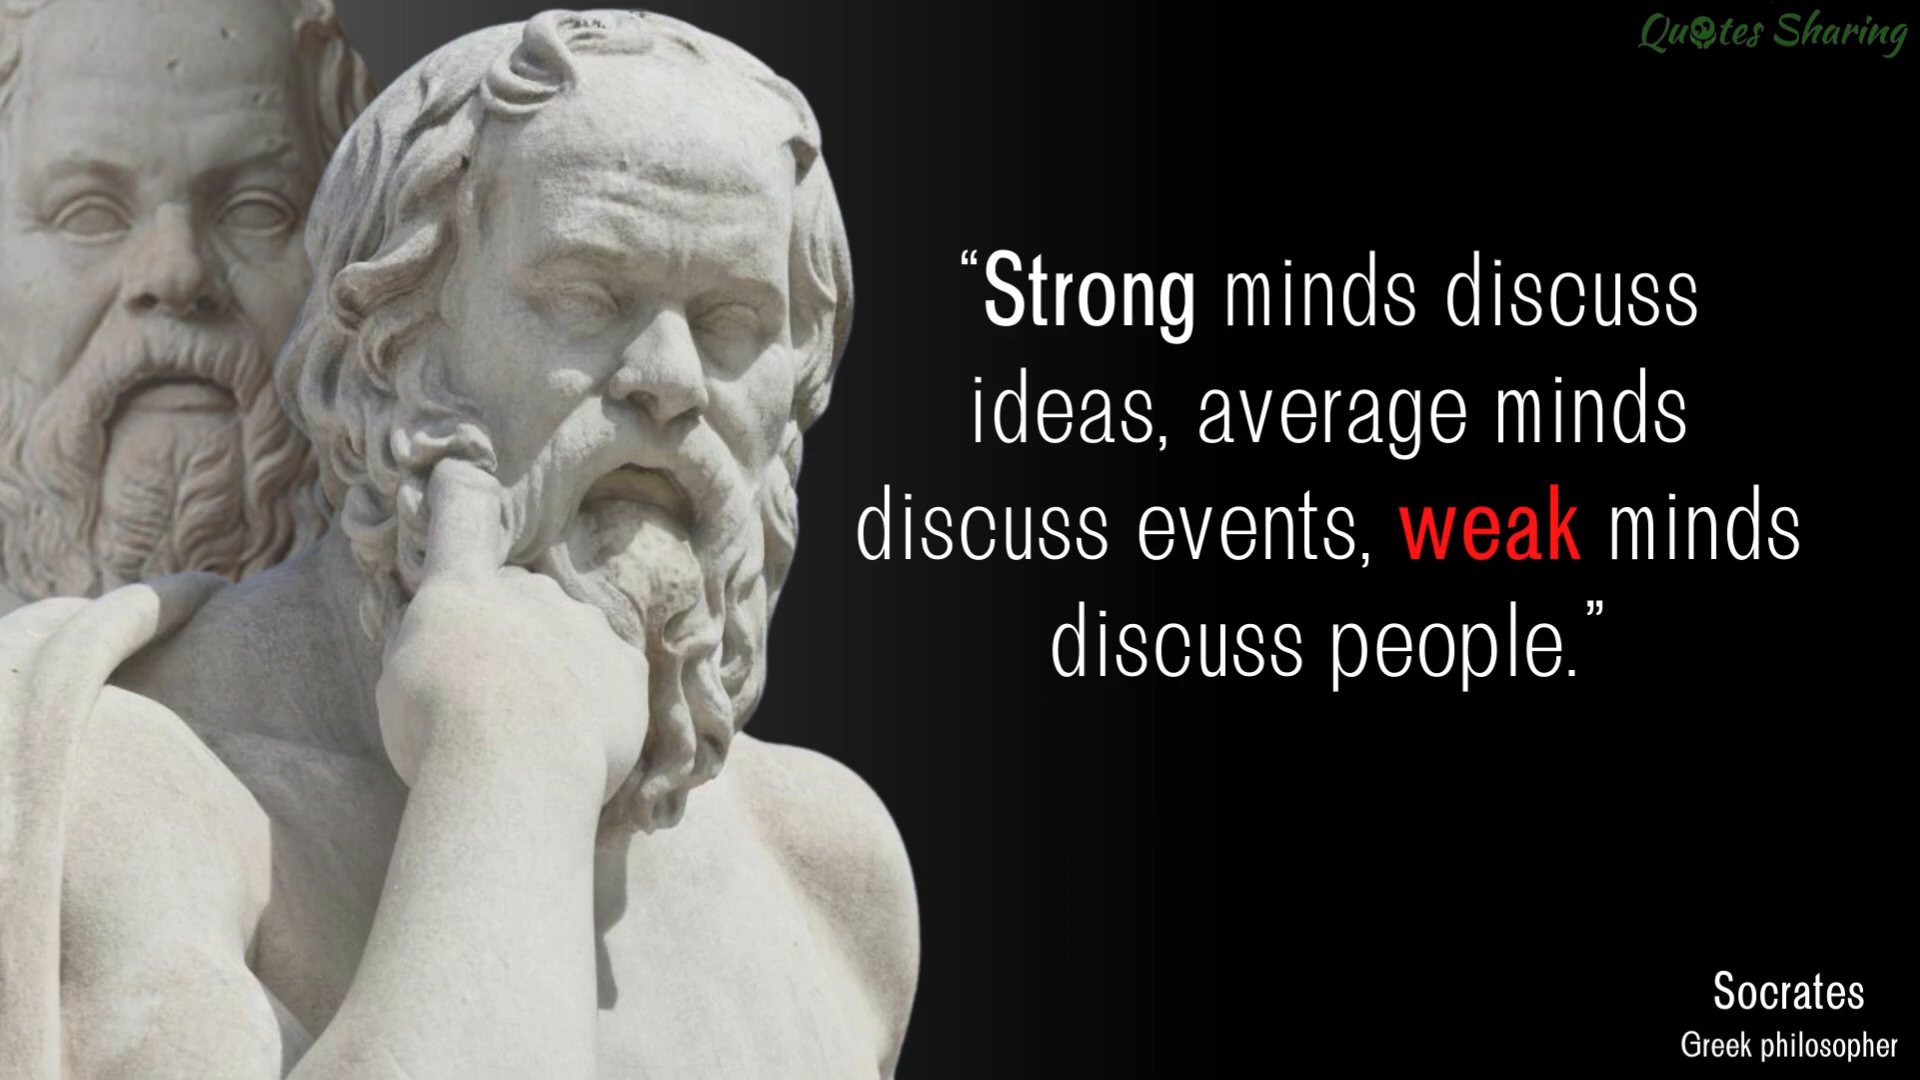 Quotes Sharing
“Strong minds discuss
ideas, average minds
discuss events, weak minds
discuss people.”
Socrates
Greek philosopher